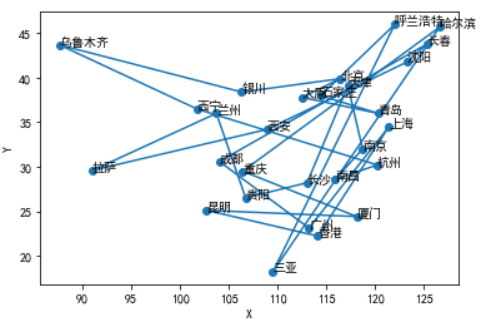 45
40
35
30
25
20
90
95
100
105
110
115
120
125
X
Y
呼兰浩特
哈尔滨
长春
沈阳
乌鲁木齐
北京
天津
银川
太原
石家庄
西宁
兰州
青岛
上海
西安
南京
拉萨
成都
重庆
杭州
长沙
南昌
贵阳
昆明
厦门
广州
香港
三亚